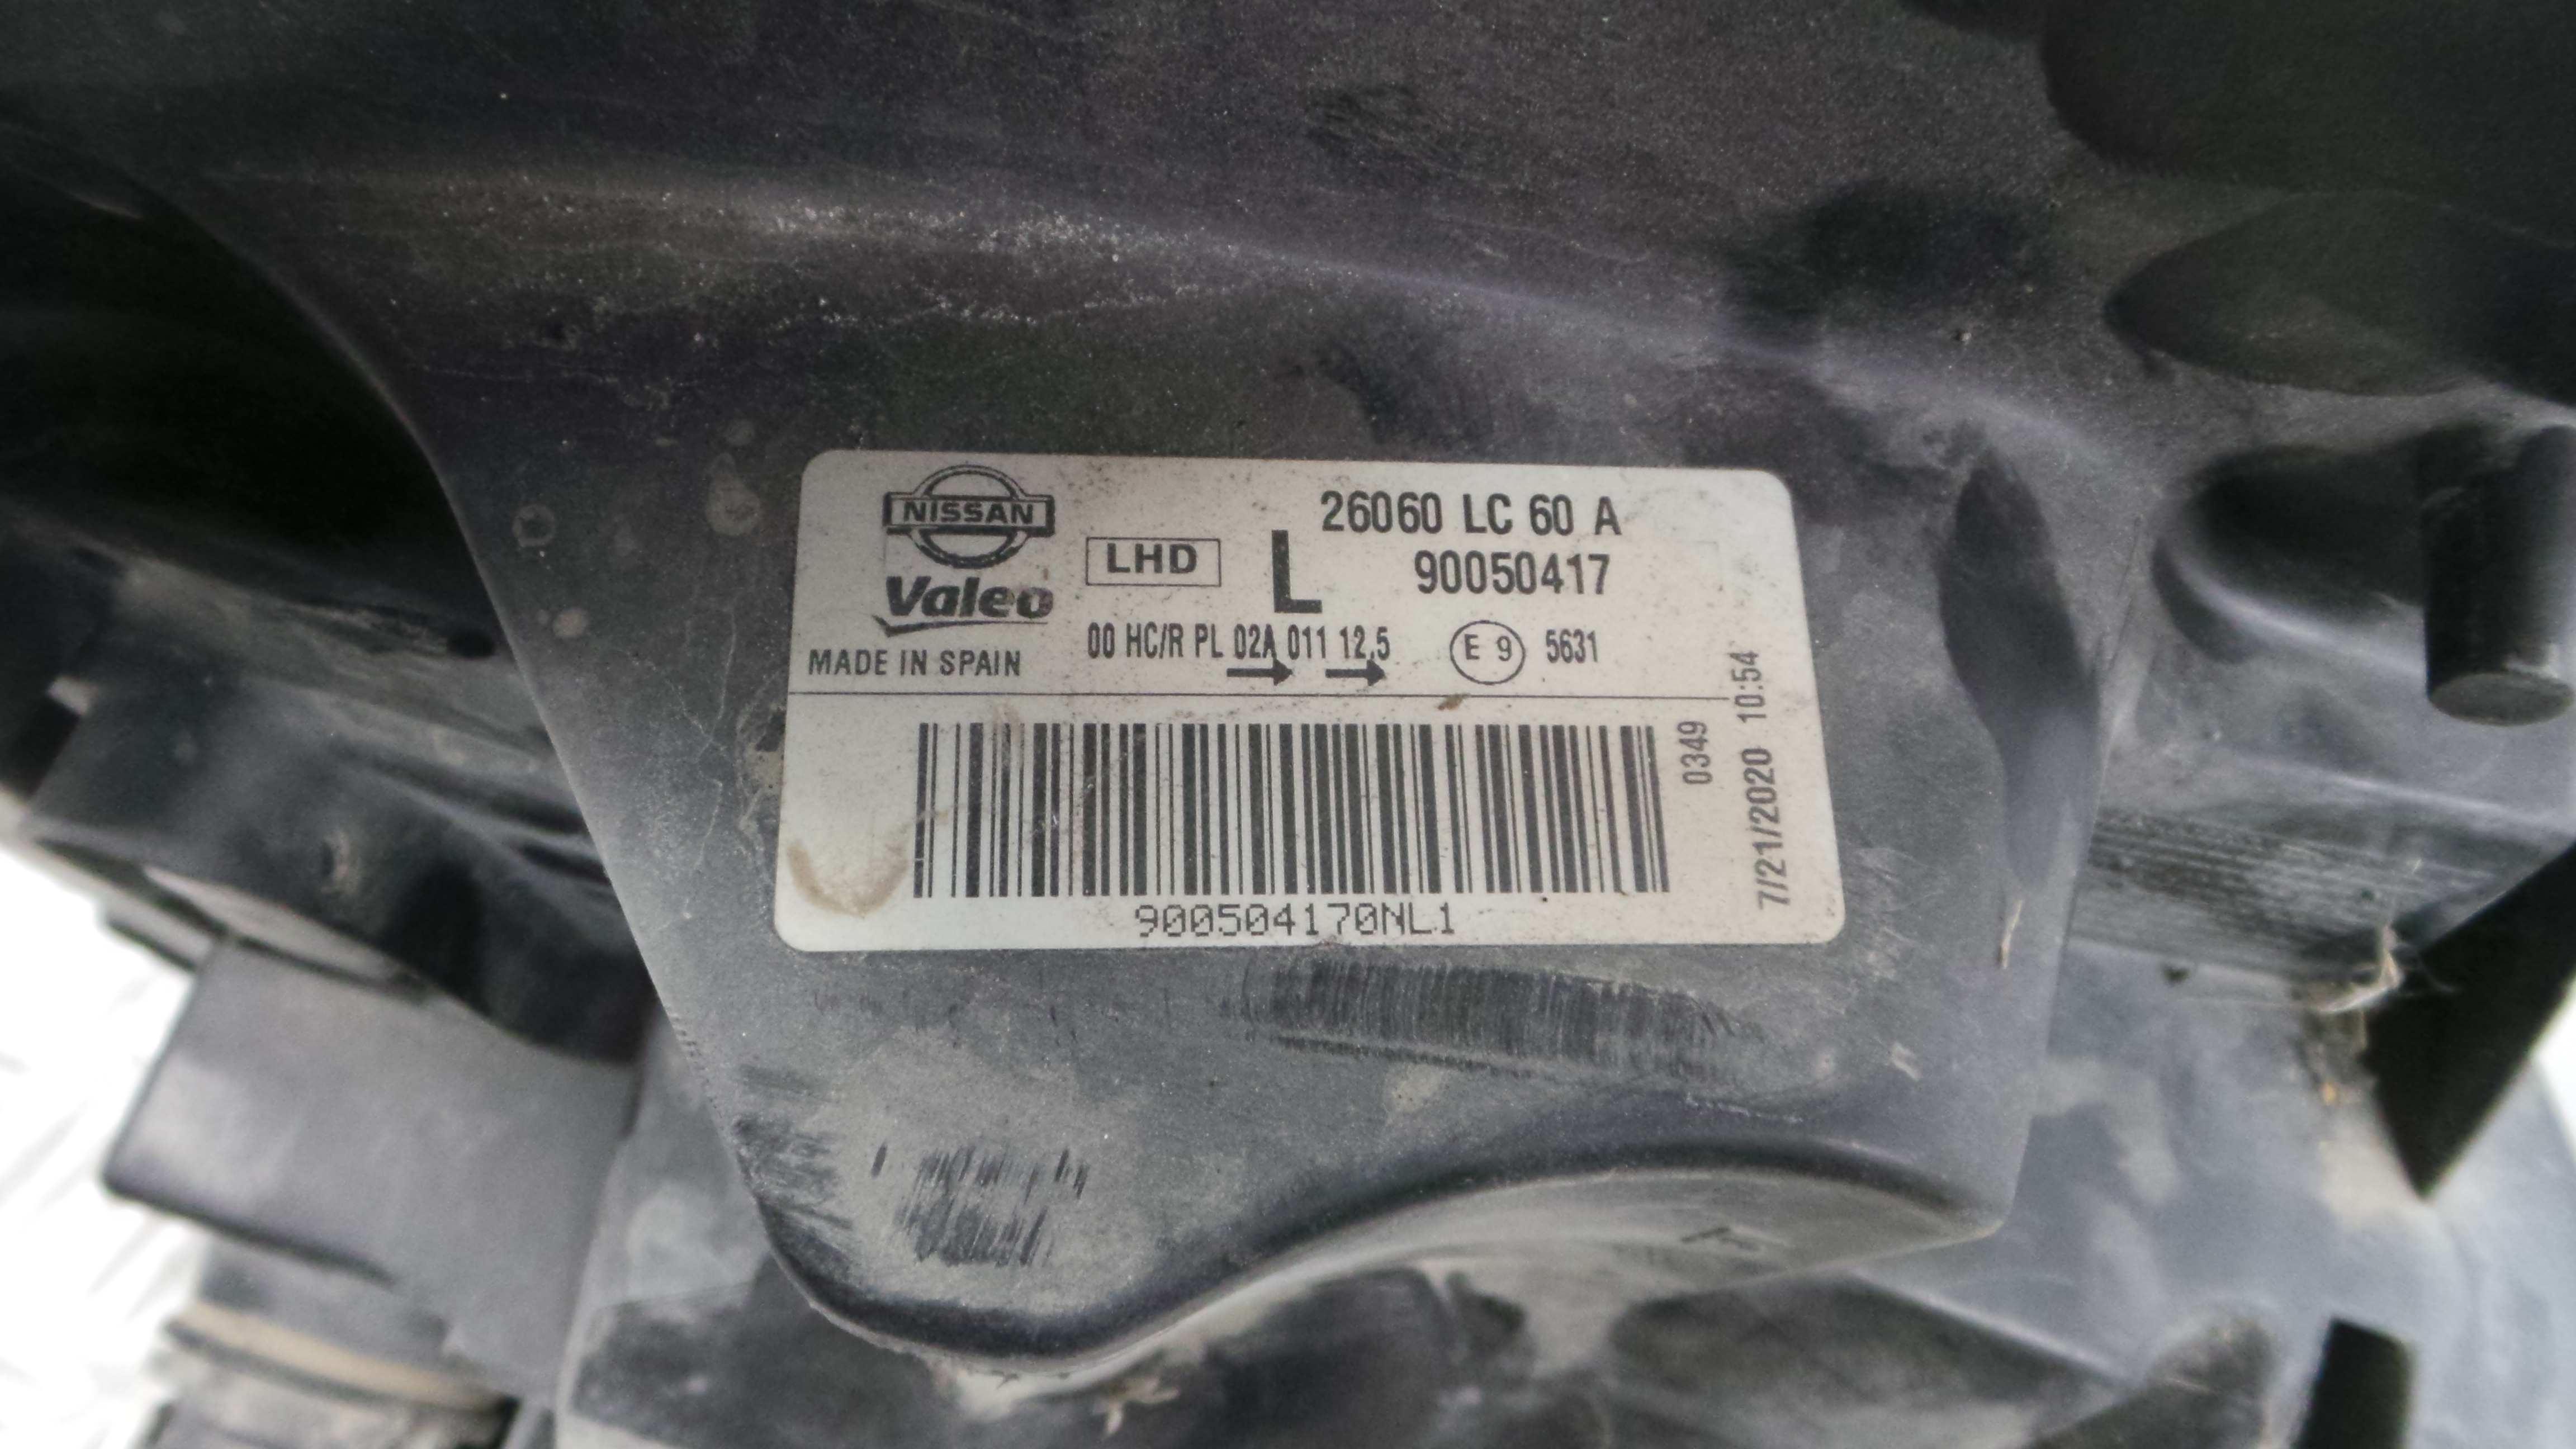 NISSAN
Valeo
MADE IN SPAIN
LHD
L
26060 LC 60 A
90050417
00 HC/R PL 02A 011 12,5
E 9 5631
900504170NL1
0349
7/21/2020 10:54